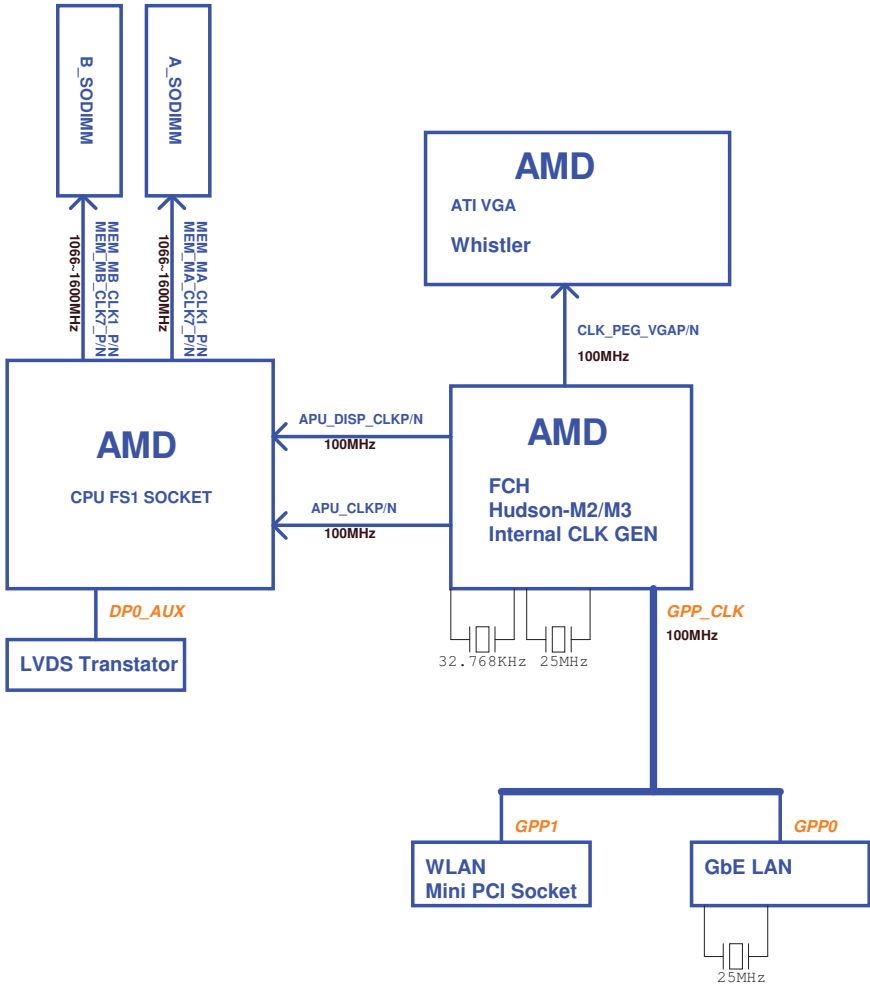 B_SODIMM
A_SODIMM
MEM_MB_CLK1_P/N
MEM_MB_CLK7_P/N
1066~1600MHz
MEM_MA_CLK1_P/N
MEM_MA_CLK7_P/N
1066~1600MHz
AMD
ATI VGA
Whistler
CLK_PEG_VGAP/N
100MHz
AMD
CPU FS1 SOCKET
APU_DISP_CLKP/N
100MHz
APU_CLKP/N
100MHz
AMD
FCH
Hudson-M2/M3
Internal CLK GEN
DP0_AUX
LVDS Transtator
32.768KHz
25MHz
GPP_CLK
100MHz
GPP1
WLAN
Mini PCI Socket
GPP0
GbE LAN
25MHz